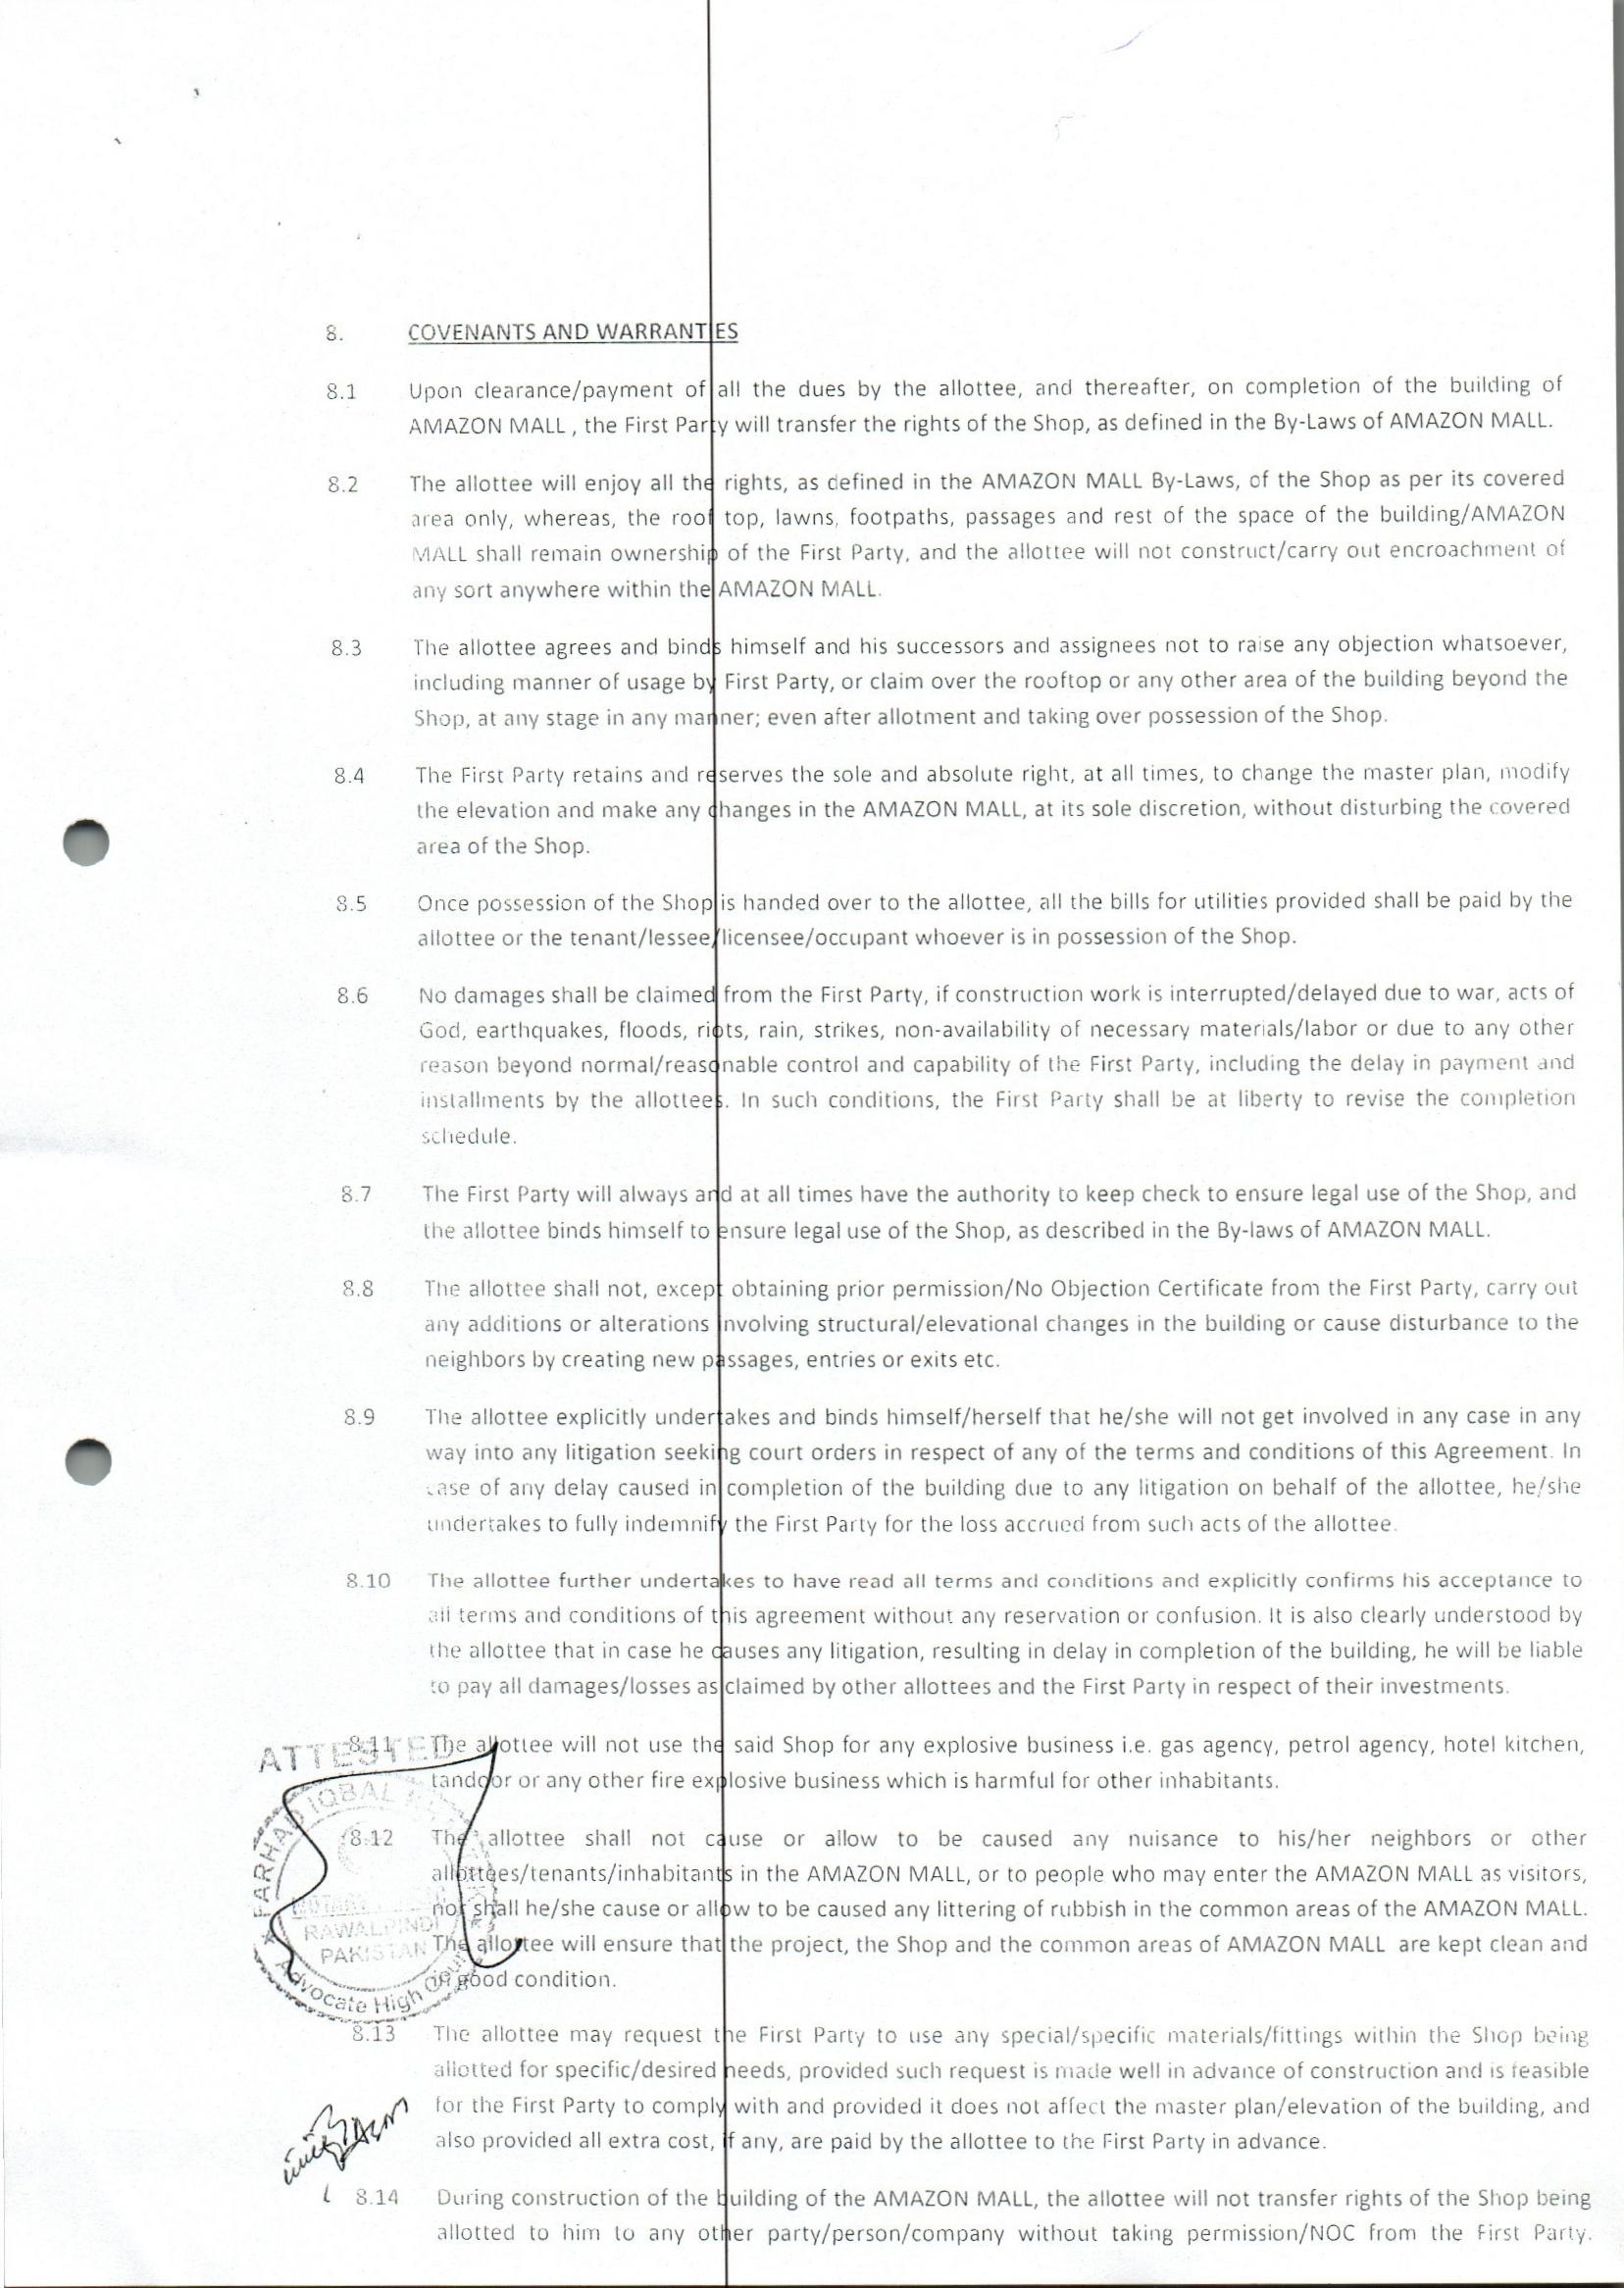 8. COVENANTS AND WARRANTIES
8.1 Upon clearance/payment of all the dues by the allottee, and thereafter, on completion of the building of
AMAZON MALL , the First Party will transfer the rights of the Shop, as defined in the By-Laws of AMAZON MALL.
8.2 The allottee will enjoy all the rights, as defined in the AMAZON MALL By-Laws, of the Shop as per its covered
area only, whereas, the roof top, lawns, footpaths, passages and rest of the space of the building/AMAZON
MALL shall remain ownership of the First Party, and the allottee will not construct/carry out encroachment of
any sort anywhere within the AMAZON MALL.
8.3 The allottee agrees and binds himself and his successors and assignees not to raise any objection whatsoever,
including manner of usage by First Party, or claim over the rooftop or any other area of the building beyond the
Shop, at any stage in any manner; even after allotment and taking over possession of the Shop.
8.4 The First Party retains and reserves the sole and absolute right, at all times, to change the master plan, modify
the elevation and make any changes in the AMAZON MALL, at its sole discretion, without disturbing the covered
area of the Shop.
8.5 Once possession of the Shop is handed over to the allottee, all the bills for utilities provided shall be paid by the
allottee or the tenant/lessee/licensee/occupant whoever is in possession of the Shop.
8.6 No damages shall be claimed from the First Party, if construction work is interrupted/delayed due to war, acts of
God, earthquakes, floods, riots, rain, strikes, non-availability of necessary materials/labor or due to any other
reason beyond normal/reasonable control and capability of the First Party, including the delay in payment and
installments by the allottees. In such conditions, the First Party shall be at liberty to revise the completion
schedule.
8.7 The First Party will always and at all times have the authority to keep check to ensure legal use of the Shop, and
the allottee binds himself to ensure legal use of the Shop, as described in the By-laws of AMAZON MALL.
8.8 The allottee shall not, except obtaining prior permission/No Objection Certificate from the First Party, carry out
any additions or alterations involving structural/elevational changes in the building or cause disturbance to the
neighbors by creating new passages, entries or exits etc.
8.9 The allottee explicitly undertakes and binds himself/herself that he/she will not get involved in any case in any
way into any litigation seeking court orders in respect of any of the terms and conditions of this Agreement. In
case of any delay caused in completion of the building due to any litigation on behalf of the allottee, he/she
undertakes to fully indemnify the First Party for the loss accrued from such acts of the allottee.
8.10 The allottee further undertakes to have read all terms and conditions and explicitly confirms his acceptance to
all terms and conditions of this agreement without any reservation or confusion. It is also clearly understood by
the allottee that in case he causes any litigation, resulting in delay in completion of the building, he will be liable
to pay all damages/losses as claimed by other allottees and the First Party in respect of their investments.
8.11 The allottee will not use the said Shop for any explosive business i.e. gas agency, petrol agency, hotel kitchen,
tandoor or any other fire explosive business which is harmful for other inhabitants.
8.12 The allottee shall not cause or allow to be caused any nuisance to his/her neighbors or other
allottees/tenants/inhabitants in the AMAZON MALL, or to people who may enter the AMAZON MALL as visitors,
nor shall he/she cause or allow to be caused any littering of rubbish in the common areas of the AMAZON MALL.
The allottee will ensure that the project, the Shop and the common areas of AMAZON MALL are kept clean and
in good condition.
8.13 The allottee may request the First Party to use any special/specific materials/fittings within the Shop being
allotted for specific/desired needs, provided such request is made well in advance of construction and is feasible
for the First Party to comply with and provided it does not affect the master plan/elevation of the building, and
also provided all extra cost, if any, are paid by the allottee to the First Party in advance.
8.14 During construction of the building of the AMAZON MALL, the allottee will not transfer rights of the Shop being
allotted to him to any other party/person/company without taking permission/NOC from the First Party.
ATTESTED
FARHAD IQBAL
RAWALPINDI
PAKISTAN
Advocate High Court